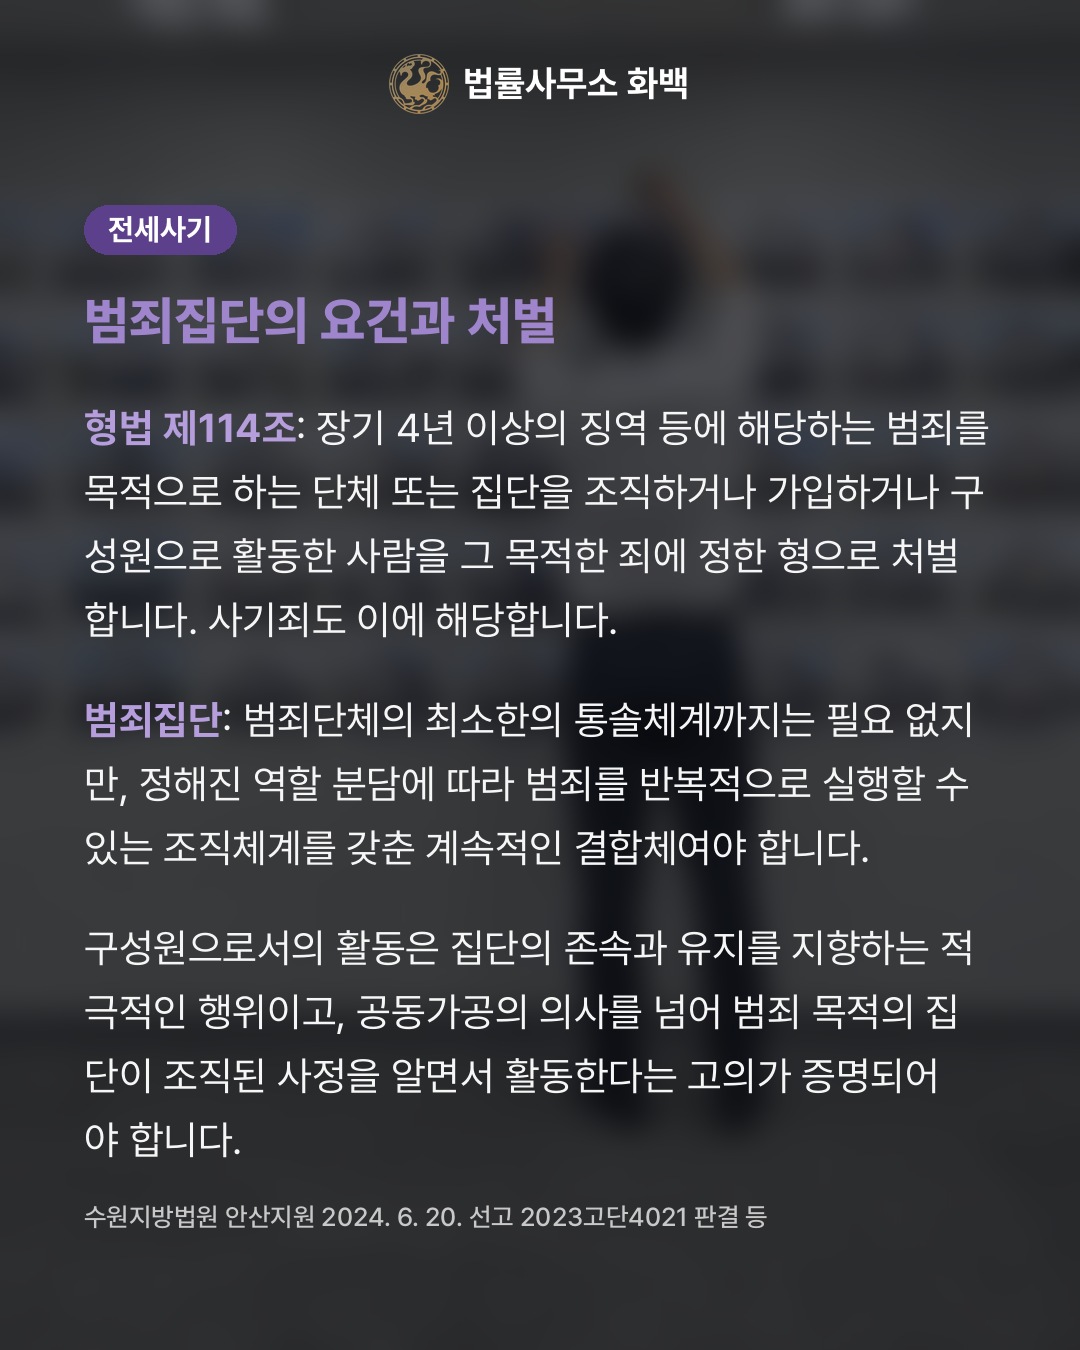 법률사무소 화백
전세사기
범죄집단의 요건과 처벌
형법 제114조: 장기 4년 이상의 징역 등에 해당하는 범죄를
목적으로 하는 단체 또는 집단을 조직하거나 가입하거나 구
성원으로 활동한 사람을 그 목적한 죄에 정한 형으로 처벌
합니다. 사기죄도 이에 해당합니다.
범죄집단: 범죄단체의 최소한의 통솔체계까지는 필요 없지
만, 정해진 역할 분담에 따라 범죄를 반복적으로 실행할 수
있는 조직체계를 갖춘 계속적인 결합체여야 합니다.
구성원으로서의 활동은 집단의 존속과 유지를 지향하는 적
극적인 행위이고, 공동가공의 의사를 넘어 범죄 목적의 집
단이 조직된 사정을 알면서 활동한다는 고의가 증명되어
야 합니다.
수원지방법원 안산지원 2024. 6. 20. 선고 2023고단4021 판결 등